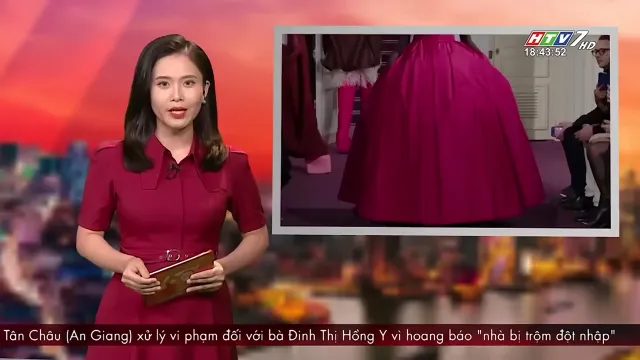 HTV7 HD
18:43:52
Tân Châu (An Giang) xử lý vi phạm đối với bà Đinh Thị Hồng Y vì hoang báo "nhà bị trộm đột nhập"